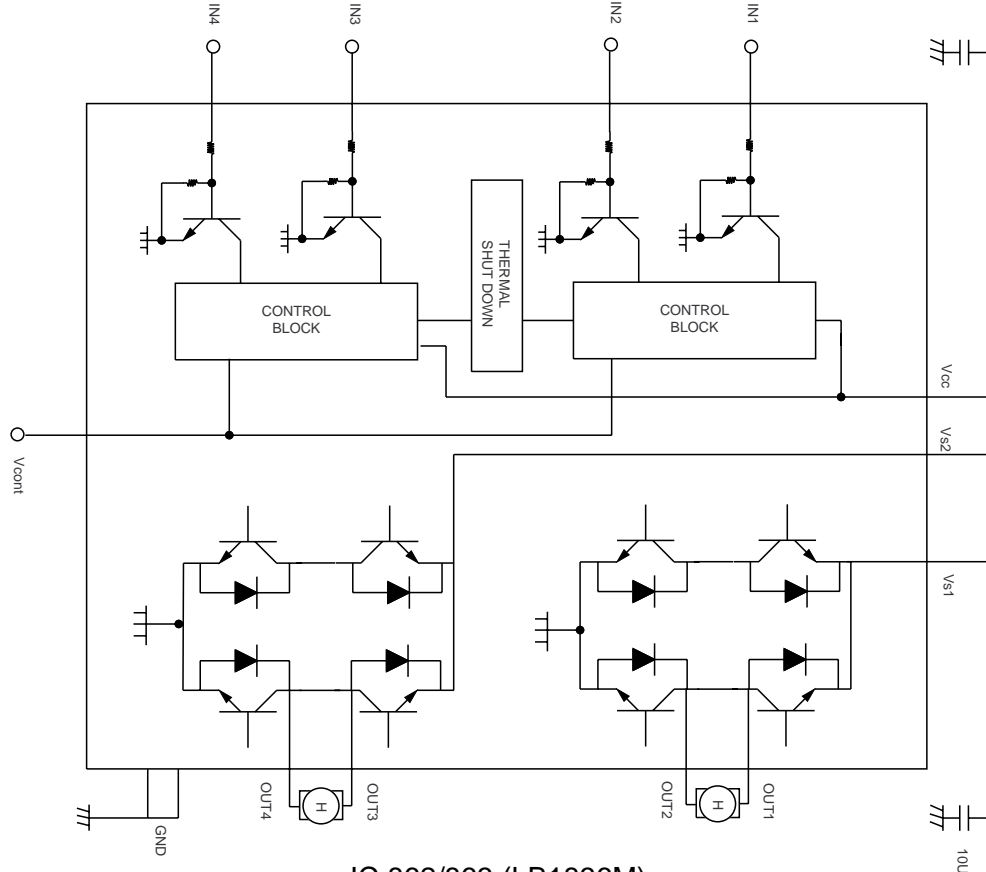 IN4
IN3
IN2
IN1
THERMAL
SHUT DOWN
CONTROL
BLOCK
CONTROL
BLOCK
Vcc
Vs2
Vcont
Vs1
H
H
OUT4
OUT3
OUT2
OUT1
GND